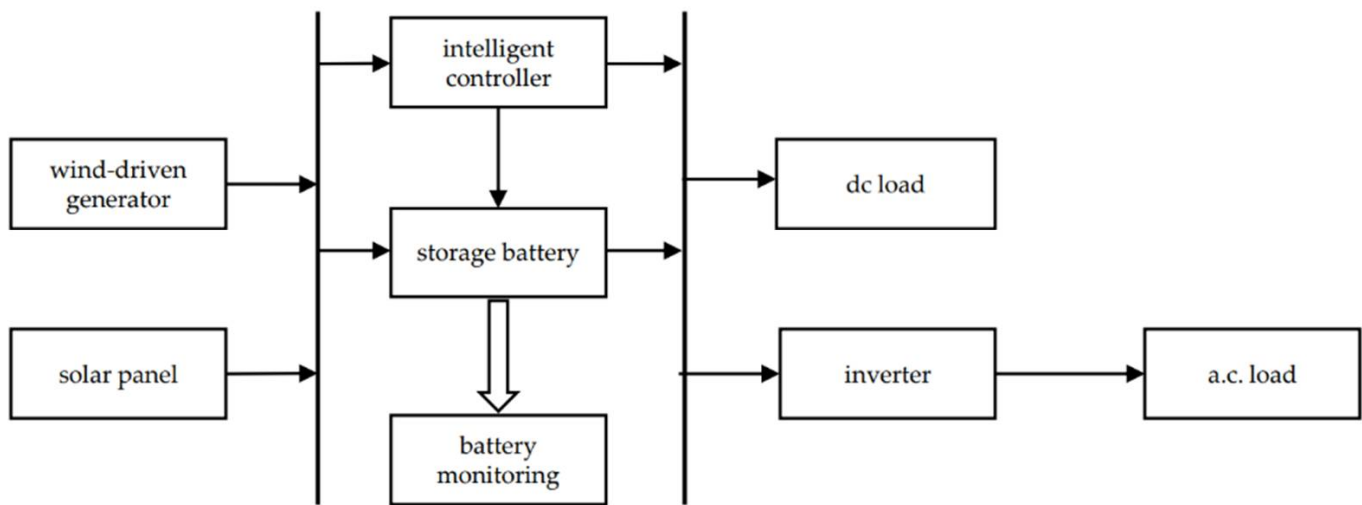 intelligent
controller
wind-driven
generator
dc load
storage battery
solar panel
inverter
a.c. load
battery
monitoring